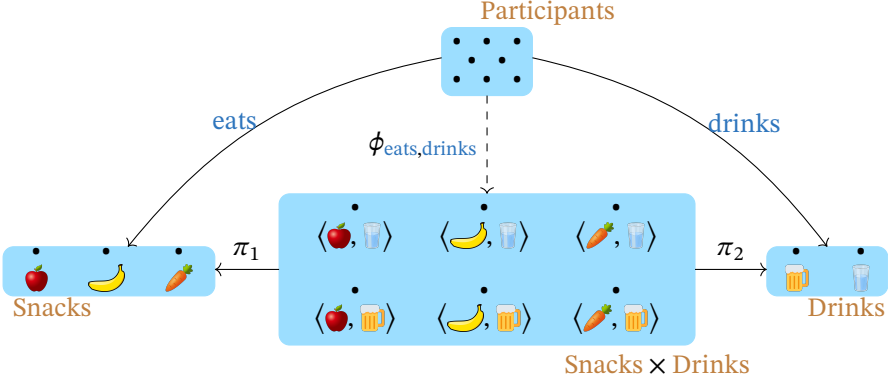 Participants
eats
drinks
ϕeats,drinks
⟨🍎, 🥛⟩ ⟨🍌, 🥛⟩ ⟨🥕, 🥛⟩
π1
π2
⟨🍎, 🍺⟩ ⟨🍌, 🍺⟩ ⟨🥕, 🍺⟩
Snacks
Drinks
Snacks × Drinks